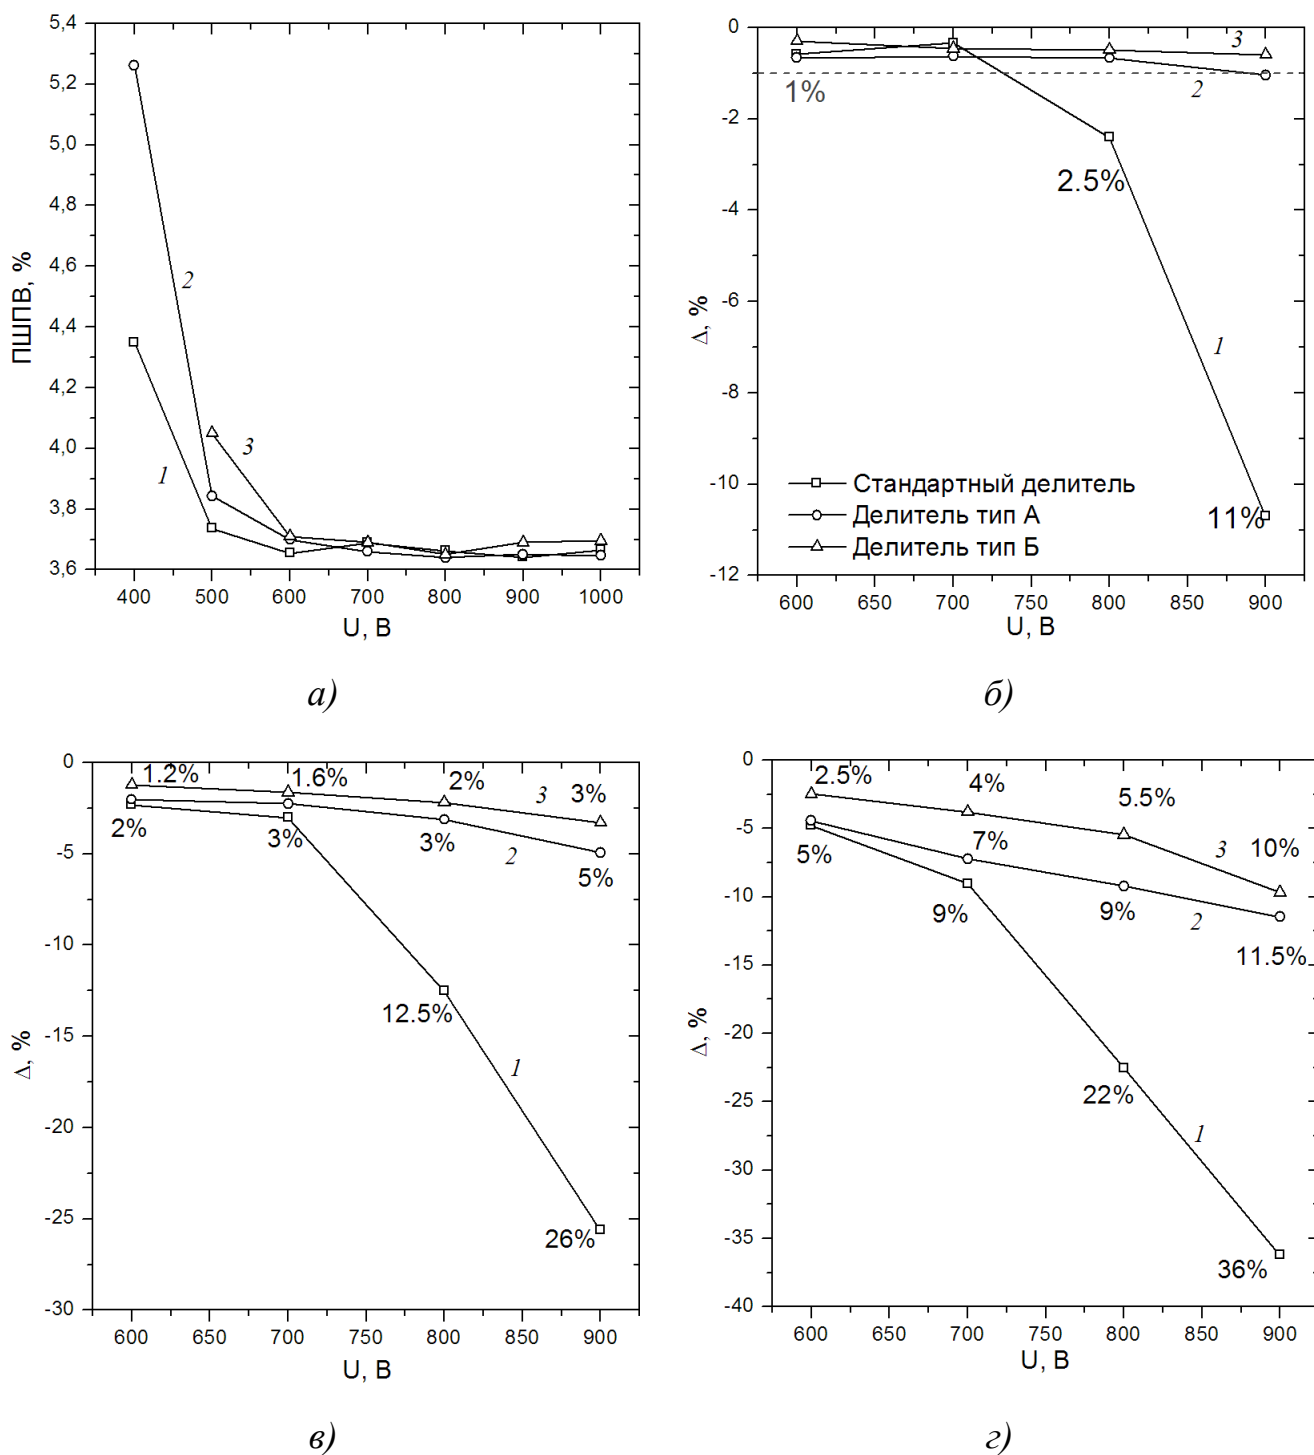 5,4
5,2
5,0
4,8
4,6
4,4
4,2
4,0
3,8
3,6
ПШПВ, %
2
1
3
400 500 600 700 800 900 1000
U, В
а)
0
-2
-4
-6
-8
-10
-12
Δ, %
3
1%
2
2.5%
1
11%
Стандартный делитель
Делитель тип А
Делитель тип Б
600 650 700 750 800 850 900
U, В
б)
0
-5
-10
-15
-20
-25
-30
Δ, %
1.2% 1.6% 2% 3 3%
2% 3% 3% 2 5%
12.5%
1
26%
600 650 700 750 800 850 900
U, В
в)
0
-5
-10
-15
-20
-25
-30
-35
-40
Δ, %
2.5% 4% 5.5%
5% 7% 3 10%
9% 9% 2
11.5%
22%
1
36%
600 650 700 750 800 850 900
U, В
г)